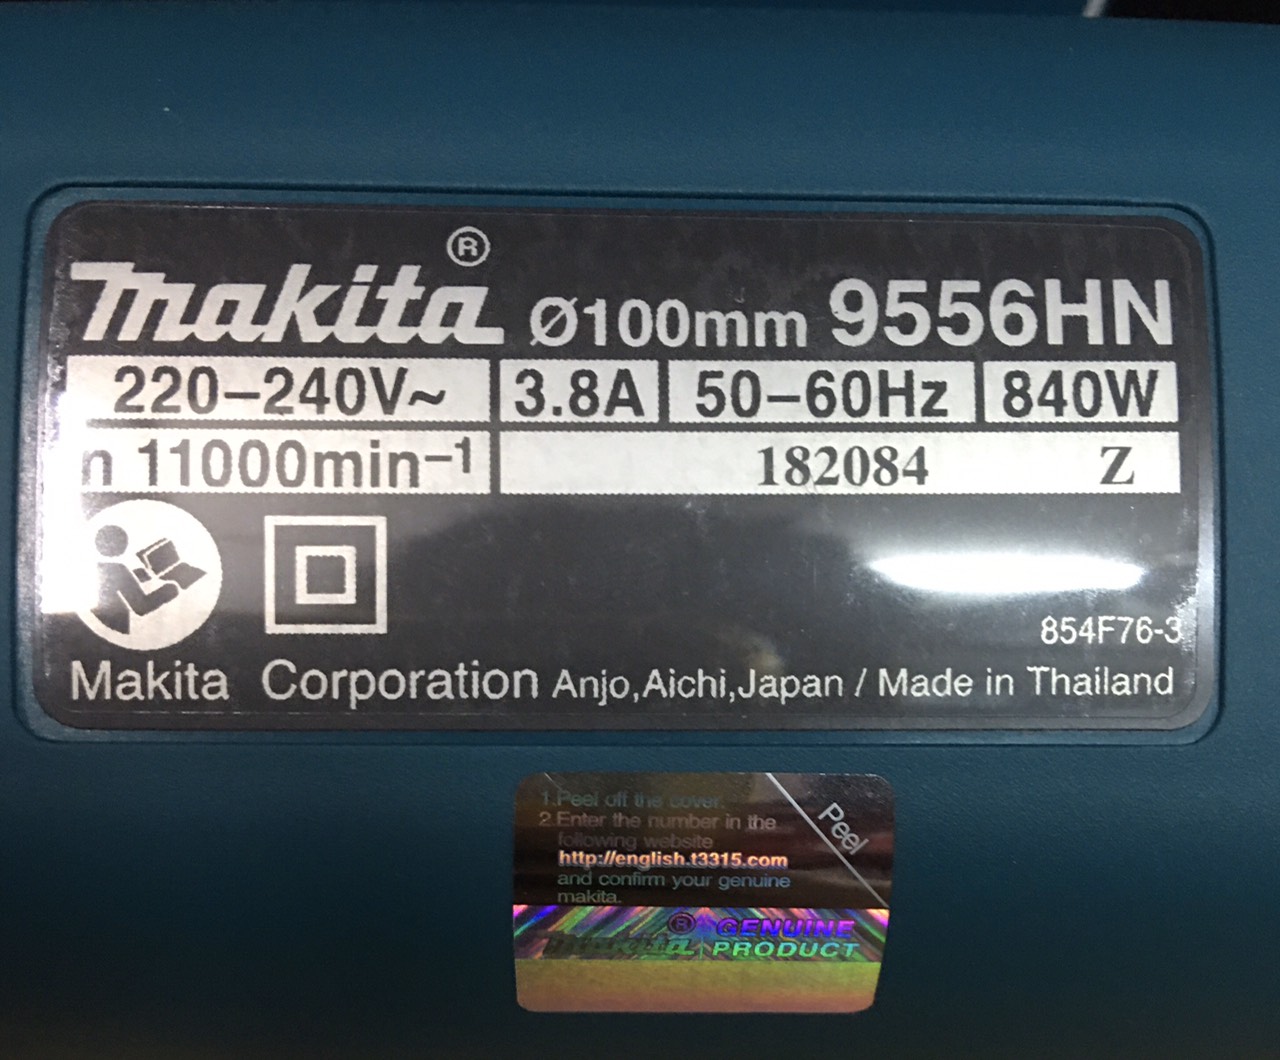 makita® Ø100mm 9556HN
220–240V~ 3.8A 50–60Hz 840W
n 11000min⁻¹ 182084 Z
854F76-3
Makita Corporation Anjo,Aichi,Japan / Made in Thailand
1.Peel off the cover.
Peel
2.Enter the number in the
following website
http://english.t3315.com
and confirm your genuine
makita.
makita® GENUINE
PRODUCT